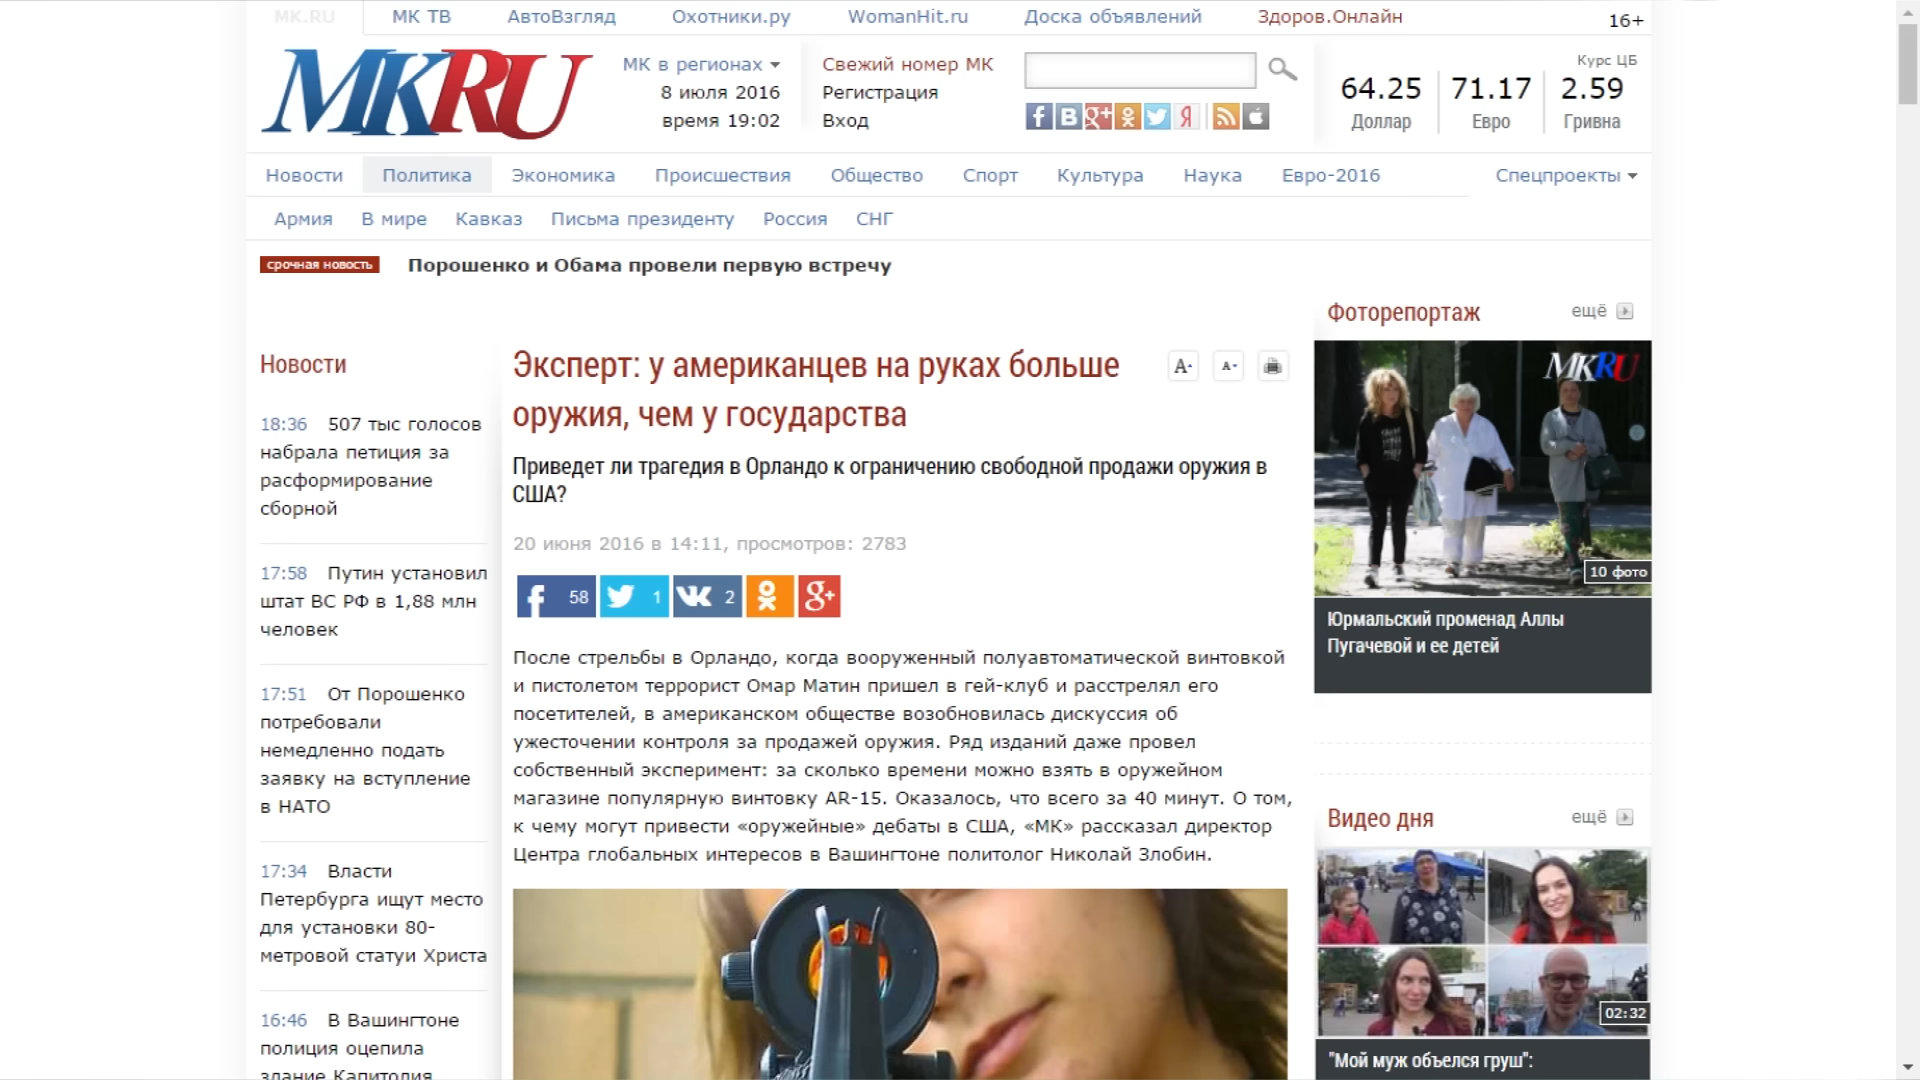 MK.RU
МК ТВ
АвтоВзгляд
Охотники.ру
WomanHit.ru
Доска объявлений
Здоров.Онлайн
16+
MKRU
МК в регионах
8 июля 2016
время 19:02
Свежий номер МК
Регистрация
Вход
Курс ЦБ
64.25
Доллар
71.17
Евро
2.59
Гривна
Новости
Политика
Экономика
Происшествия
Общество
Спорт
Культура
Наука
Евро-2016
Спецпроекты
Армия
В мире
Кавказ
Письма президенту
Россия
СНГ
срочная новость
Порошенко и Обама провели первую встречу
Новости
18:36 507 тыс голосов
набрала петиция за
расформирование
сборной
17:58 Путин установил
штат ВС РФ в 1,88 млн
человек
17:51 От Порошенко
потребовали
немедленно подать
заявку на вступление
в НАТО
17:34 Власти
Петербурга ищут место
для установки 80-
метровой статуи Христа
16:46 В Вашингтоне
полиция оцепила
здание Капитолия
Эксперт: у американцев на руках больше
оружия, чем у государства
A+
A-
Приведет ли трагедия в Орландо к ограничению свободной продажи оружия в
США?
20 июня 2016 в 14:11, просмотров: 2783
58
1
2
g+
После стрельбы в Орландо, когда вооруженный полуавтоматической винтовкой
и пистолетом террорист Омар Матин пришел в гей-клуб и расстрелял его
посетителей, в американском обществе возобновилась дискуссия об
ужесточении контроля за продажей оружия. Ряд изданий даже провел
собственный эксперимент: за сколько времени можно взять в оружейном
магазине популярную винтовку AR-15. Оказалось, что всего за 40 минут. О том,
к чему могут привести «оружейные» дебаты в США, «МК» рассказал директор
Центра глобальных интересов в Вашингтоне политолог Николай Злобин.
Фоторепортаж
ещё
MKRU
10 фото
Юрмальский променад Аллы
Пугачевой и ее детей
Видео дня
ещё
02:32
"Мой муж объелся груш":